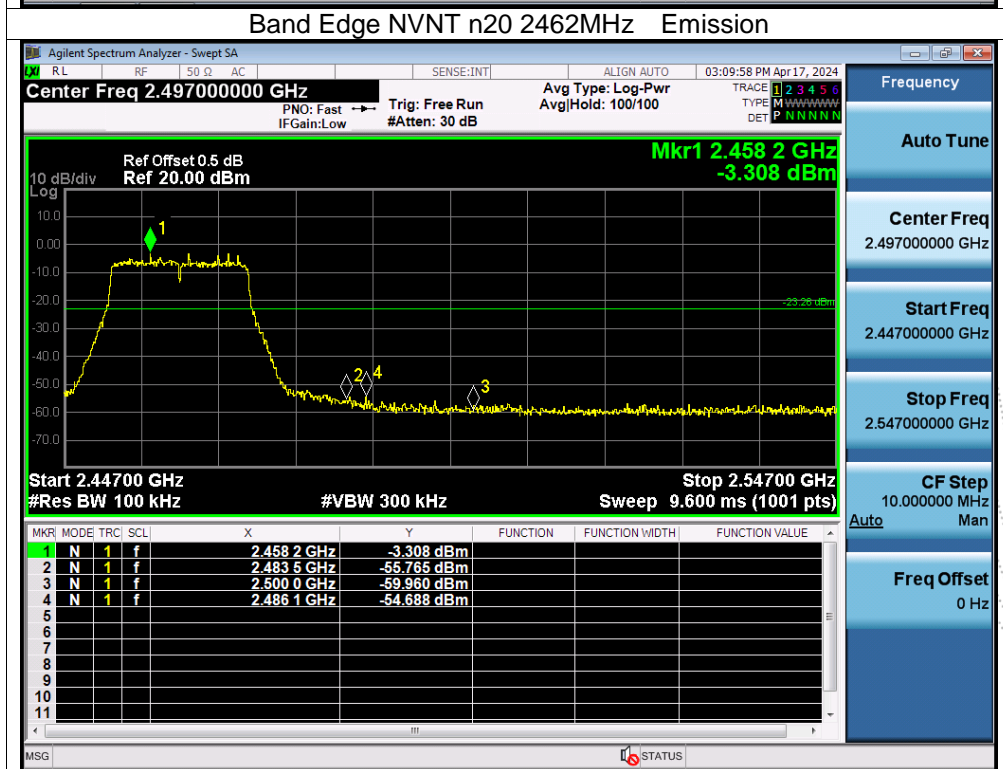 Band Edge NVNT n20 2462MHz Emission
Agilent Spectrum Analyzer - Swept SA
LXI RL RF 50 Ω AC SENSE:INT ALIGN AUTO 03:09:58 PM Apr 17, 2024
Center Freq 2.497000000 GHz
PNO: Fast
IFGain:Low
Trig: Free Run
#Atten: 30 dB
Avg Type: Log-Pwr
Avg|Hold: 100/100
TRACE 1 2 3 4 5 6
TYPE M WWWWW
DET P N N N N N
Frequency
Auto Tune
Center Freq
2.497000000 GHz
Start Freq
2.447000000 GHz
Stop Freq
2.547000000 GHz
CF Step
10.000000 MHz
Auto Man
Freq Offset
0 Hz
Mkr1 2.458 2 GHz
-3.308 dBm
Ref Offset 0.5 dB
10 dB/div Ref 20.00 dBm
Log
10.0
0.00
-10.0
-20.0
-30.0
-40.0
-50.0
-60.0
-70.0
1
-23.26 dBm
2 4
3
Start 2.44700 GHz Stop 2.54700 GHz
#Res BW 100 kHz #VBW 300 kHz Sweep 9.600 ms (1001 pts)
MKR MODE TRC SCL X Y FUNCTION FUNCTION WIDTH FUNCTION VALUE
1 N 1 f 2.458 2 GHz -3.308 dBm
2 N 1 f 2.483 5 GHz -55.765 dBm
3 N 1 f 2.500 0 GHz -59.960 dBm
4 N 1 f 2.486 1 GHz -54.688 dBm
5
6
7
8
9
10
11
MSG STATUS